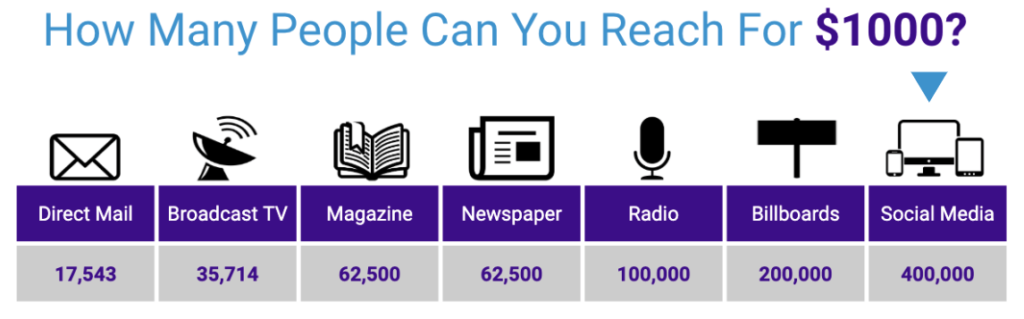 How Many People Can You Reach For $1000?
Direct Mail Broadcast TV Magazine Newspaper Radio Billboards Social Media
17,543 35,714 62,500 62,500 100,000 200,000 400,000